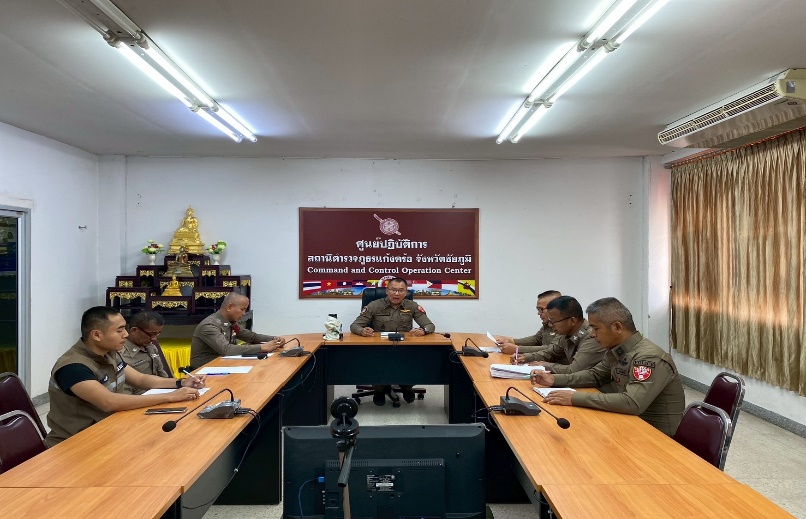 ศูนย์ปฏิบัติการ
สถานีตำรวจภูธรแก้งคร้อ จังหวัดชัยภูมิ
Command and Control Operation Center